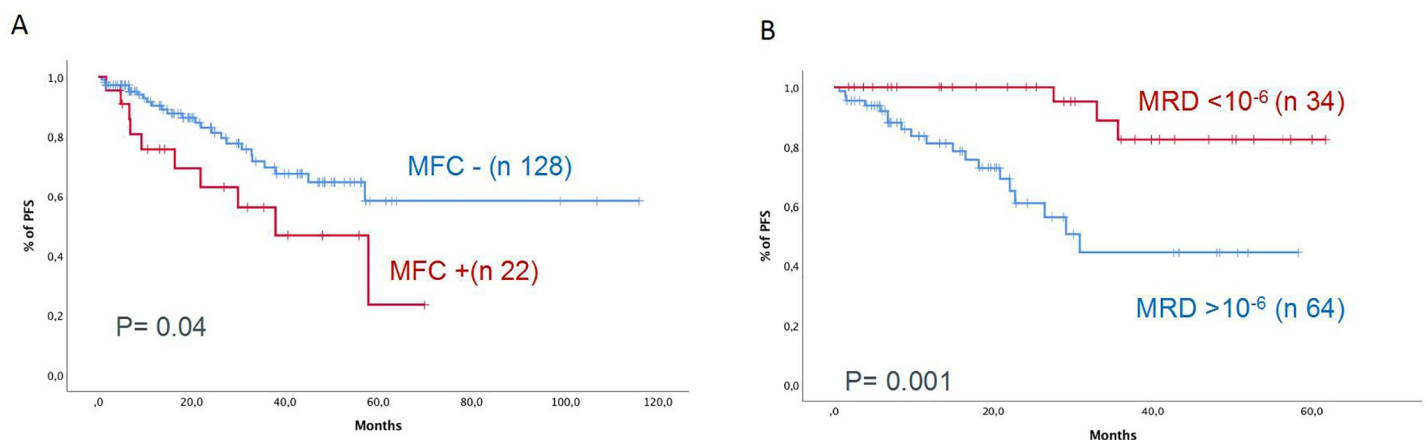 A
% of PFS
1,0
0,8
0,6
0,4
0,2
0,0
MFC - (n 128)
MFC +(n 22)
P= 0.04
,0 20,0 40,0 60,0 80,0 100,0 120,0
Months
B
% of PFS
1,0
0,8
0,6
0,4
0,2
0,0
MRD <10-6 (n 34)
MRD >10-6 (n 64)
P= 0.001
,0 20,0 40,0 60,0
Months